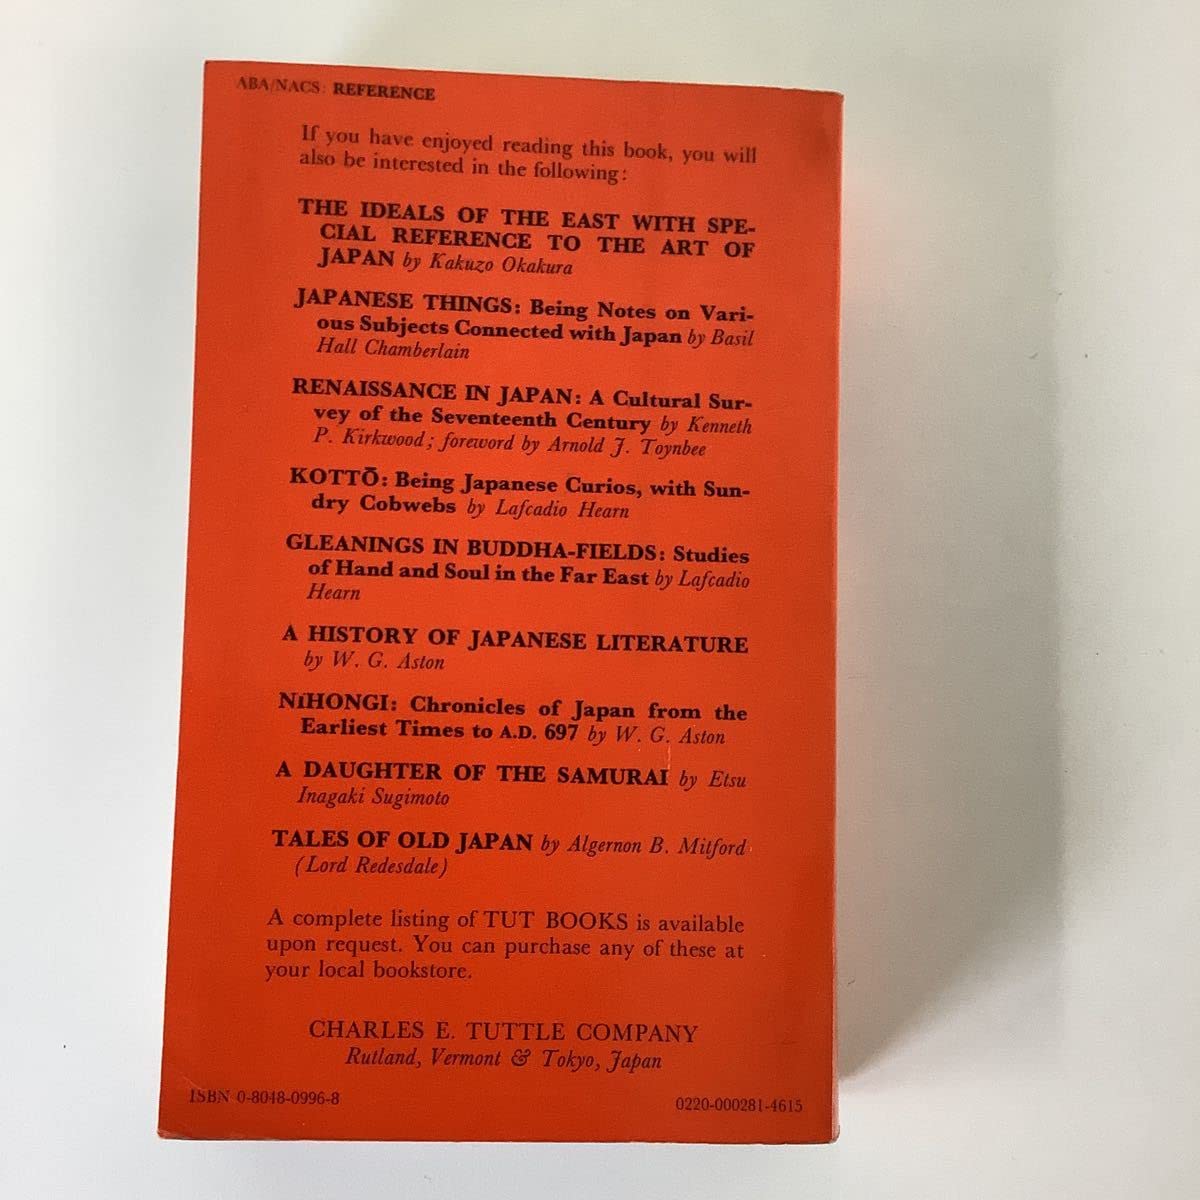 ABA/NACS: REFERENCE
If you have enjoyed reading this book, you will
also be interested in the following:
THE IDEALS OF THE EAST WITH SPE-
CIAL REFERENCE TO THE ART OF
JAPAN by Kakuzo Okakura
JAPANESE THINGS: Being Notes on Vari-
ous Subjects Connected with Japan by Basil
Hall Chamberlain
RENAISSANCE IN JAPAN: A Cultural Sur-
vey of the Seventeenth Century by Kenneth
P. Kirkwood; foreword by Arnold J. Toynbee
KOTTŌ: Being Japanese Curios, with Sun-
dry Cobwebs by Lafcadio Hearn
GLEANINGS IN BUDDHA-FIELDS: Studies
of Hand and Soul in the Far East by Lafcadio
Hearn
A HISTORY OF JAPANESE LITERATURE
by W. G. Aston
NiHONGI: Chronicles of Japan from the
Earliest Times to A.D. 697 by W. G. Aston
A DAUGHTER OF THE SAMURAI by Etsu
Inagaki Sugimoto
TALES OF OLD JAPAN by Algernon B. Mitford
(Lord Redesdale)
A complete listing of TUT BOOKS is available
upon request. You can purchase any of these at
your local bookstore.
CHARLES E. TUTTLE COMPANY
Rutland, Vermont & Tokyo, Japan
ISBN 0-8048-0996-8
0220-000281-4615